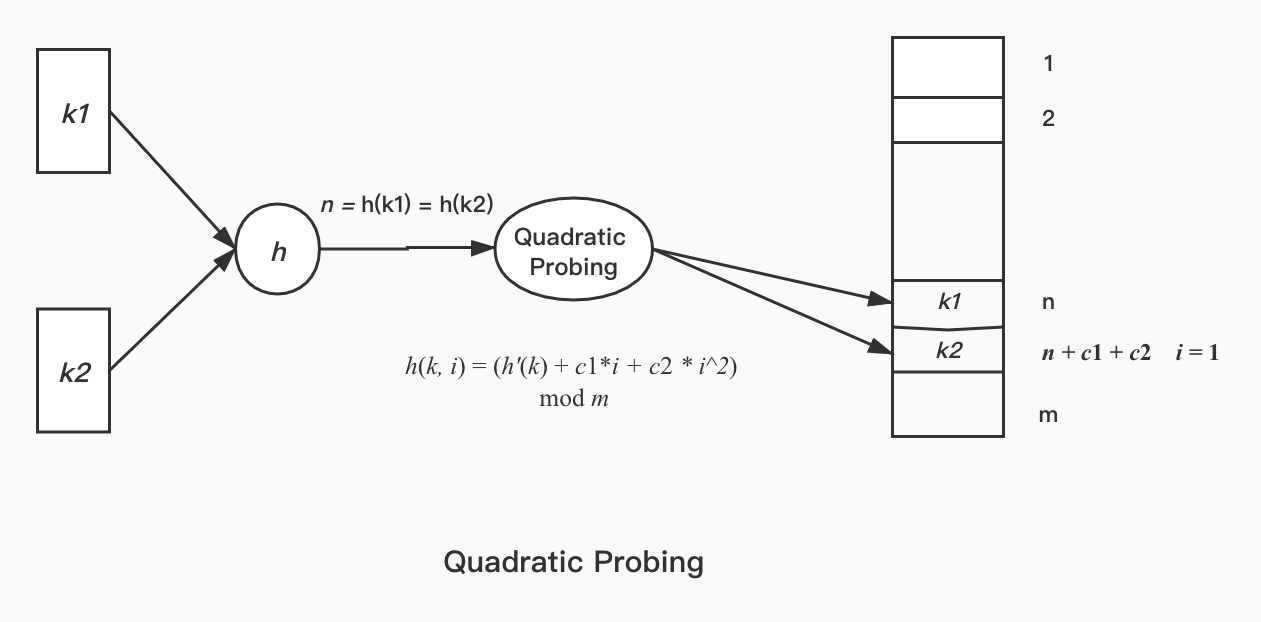 k1
k2
h
n = h(k1) = h(k2)
Quadratic
Probing
h(k, i) = (h'(k) + c1*i + c2 * i^2)
mod m
1
2
k1
n
k2
n + c1 + c2 i = 1
m
Quadratic Probing